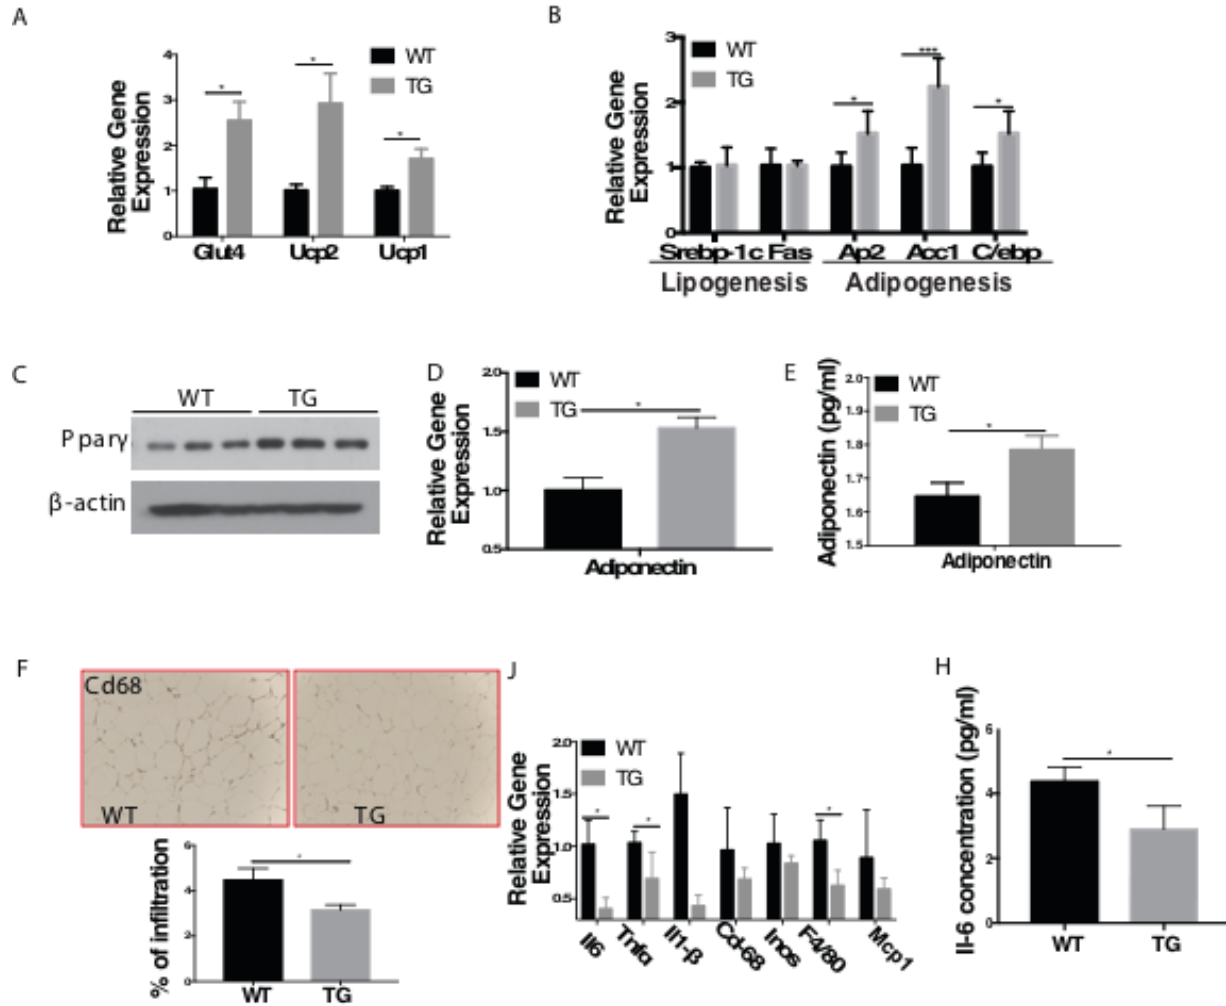 A
4
3
2
1
0
Relative Gene
Expression
WT
TG
*
*
*
Glut4
Ucp2
Ucp1
B
3
2
1
0
Relative Gene
Expression
WT
TG
*
***
*
Srebp-1c Fas
Ap2
Acc1
C/ebp
Lipogenesis
Adipogenesis
C
WT
TG
Pparγ
β-actin
D
2.0
1.5
1.0
0.5
Relative Gene
Expression
WT
TG
*
Adiponectin
E
2.0
1.9
1.8
1.7
1.6
1.5
Adiponectin (pg/ml)
WT
TG
*
Adiponectin
F
Cd68
WT
TG
6
4
2
0
% of infiltration
*
WT
TG
J
2.0
1.5
1.0
0.5
Relative Gene
Expression
WT
TG
*
*
*
Il6
Tnfα
Il1-β
Cd-68
Inos
F4/80
Mcp1
H
6
4
2
0
Il-6 concentration (pg/ml)
*
WT
TG